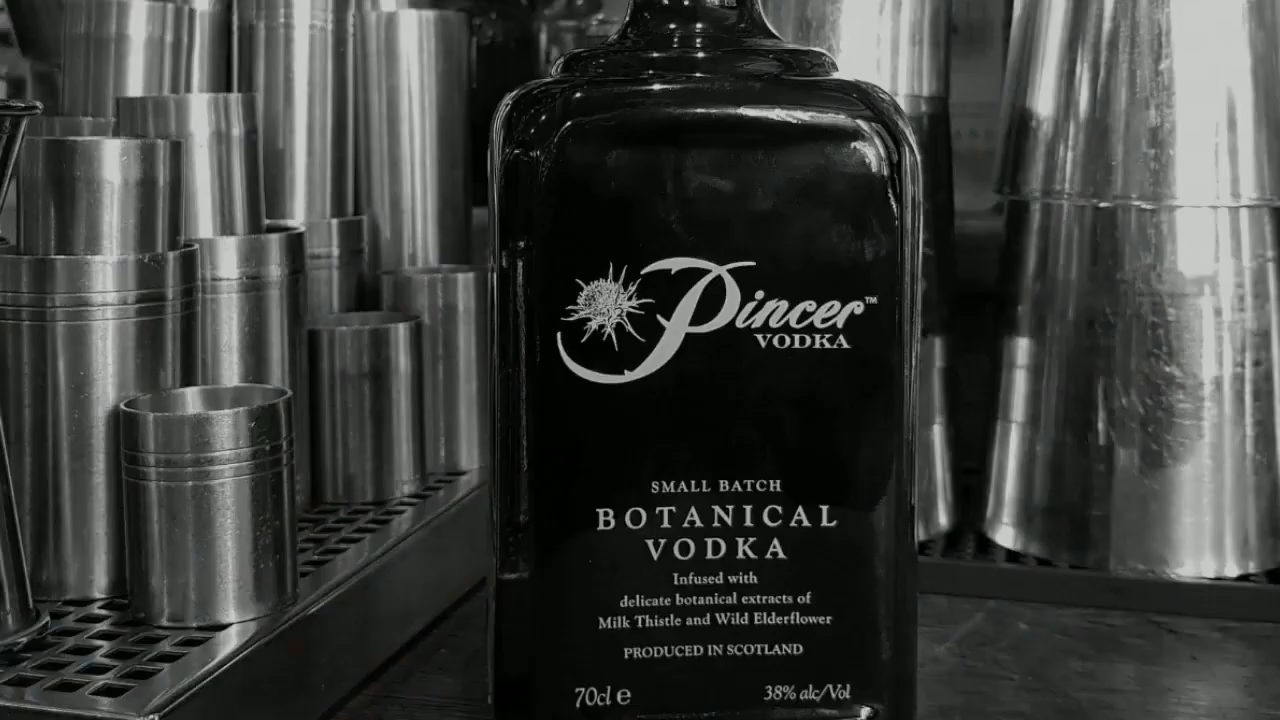 Pincer™
VODKA
SMALL BATCH
BOTANICAL
VODKA
Infused with
delicate botanical extracts of
Milk Thistle and Wild Elderflower
PRODUCED IN SCOTLAND
70cl ℮ 38% alc/Vol